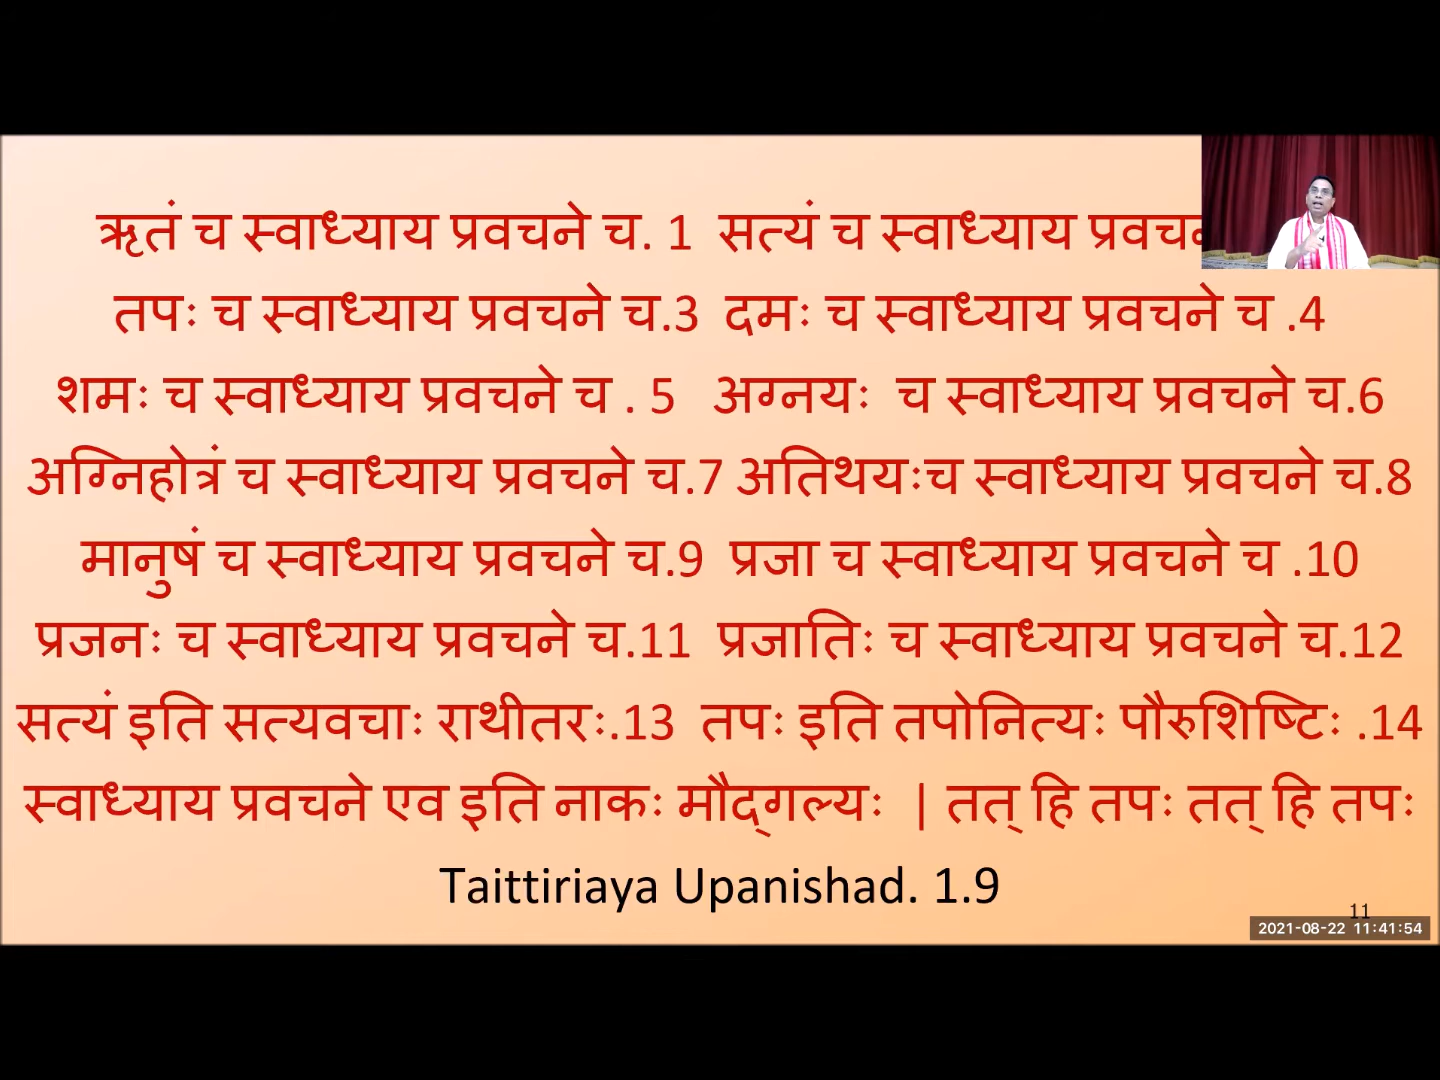 ऋतं च स्वाध्याय प्रवचने च. 1 सत्यं च स्वाध्याय
तपः च स्वाध्याय प्रवचने च.3 दमः च स्वाध्याय प्रवचने च .4
शमः च स्वाध्याय प्रवचने च . 5 अग्नयः च स्वाध्याय प्रवचने च.6
अग्निहोत्रं च स्वाध्याय प्रवचने च.7 अतिथयःच स्वाध्याय प्रवचने च.8
मानुषं च स्वाध्याय प्रवचने च.9 प्रजा च स्वाध्याय प्रवचने च .10
प्रजनः च स्वाध्याय प्रवचने च.11 प्रजातिः च स्वाध्याय प्रवचने च.12
सत्यं इति सत्यवचाः राथीतरः.13 तपः इति तपोनित्यः पौरुशिष्टिः .14
स्वाध्याय प्रवचने एव इति नाकः मौद्गल्यः | तत् हि तपः तत् हि तपः
Taittiriaya Upanishad. 1.9
11
2021-08-22 11:41:54